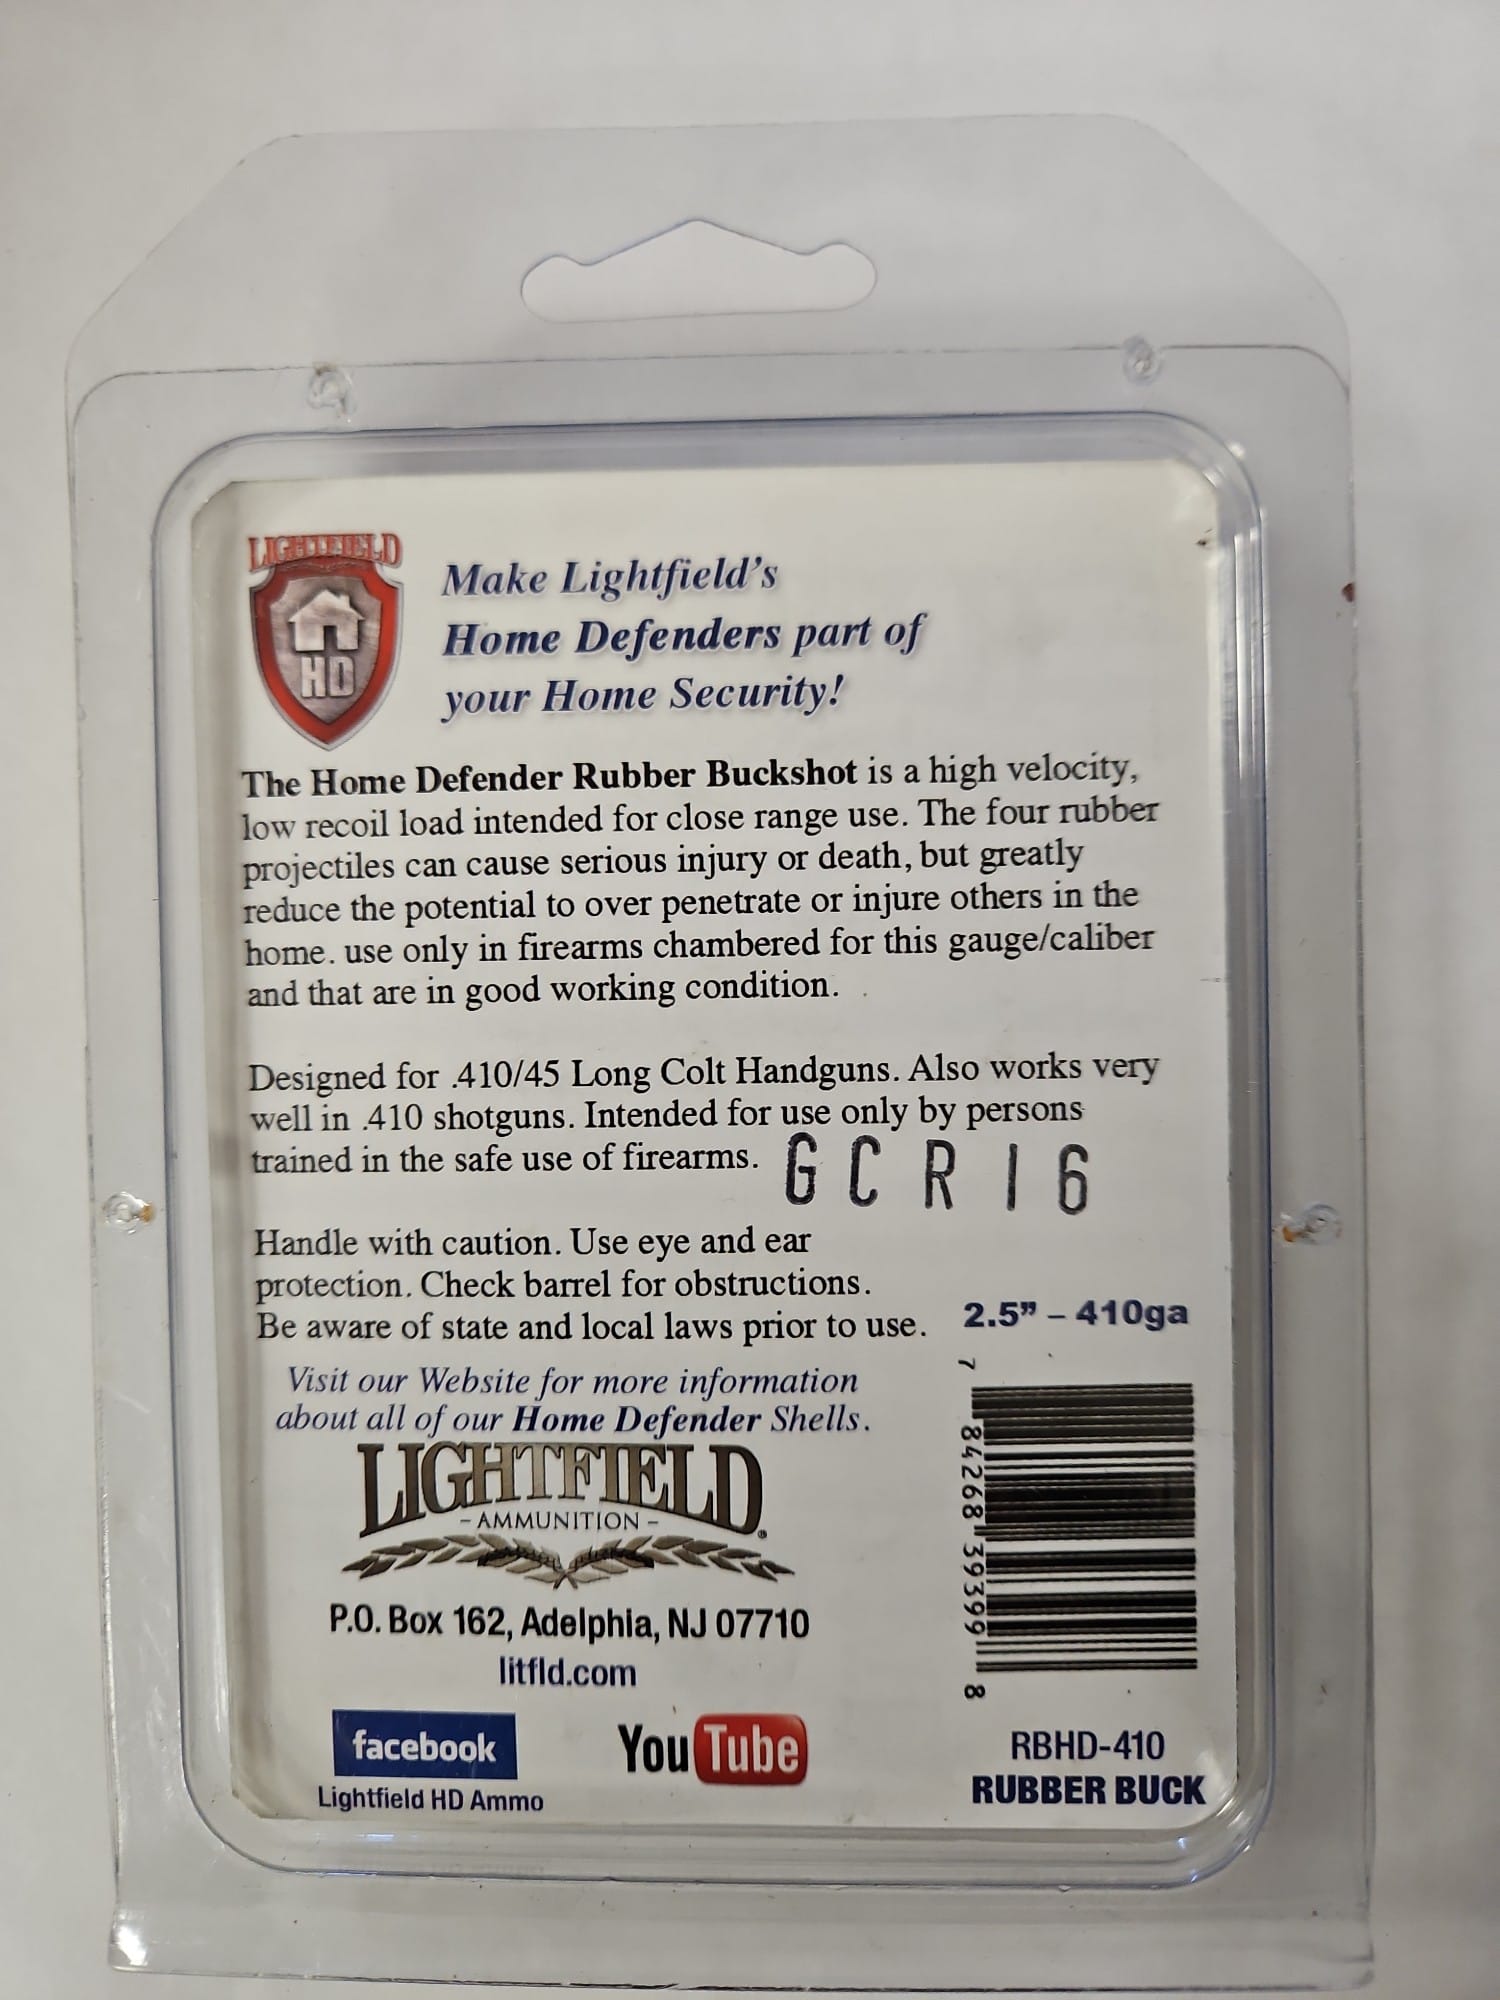 LIGHTFIELD
HD
Make Lightfield's
Home Defenders part of
your Home Security!
The Home Defender Rubber Buckshot is a high velocity,
low recoil load intended for close range use. The four rubber
projectiles can cause serious injury or death, but greatly
reduce the potential to over penetrate or injure others in the
home. use only in firearms chambered for this gauge/caliber
and that are in good working condition.
Designed for .410/45 Long Colt Handguns. Also works very
well in .410 shotguns. Intended for use only by persons
trained in the safe use of firearms.
GCR16
Handle with caution. Use eye and ear
protection. Check barrel for obstructions.
Be aware of state and local laws prior to use.
2.5” – 410ga
Visit our Website for more information
about all of our Home Defender Shells.
LIGHTFIELD®
- AMMUNITION -
P.O. Box 162, Adelphia, NJ 07710
litfld.com
facebook
Lightfield HD Ammo
YouTube
7 84268 39399 8
RBHD-410
RUBBER BUCK